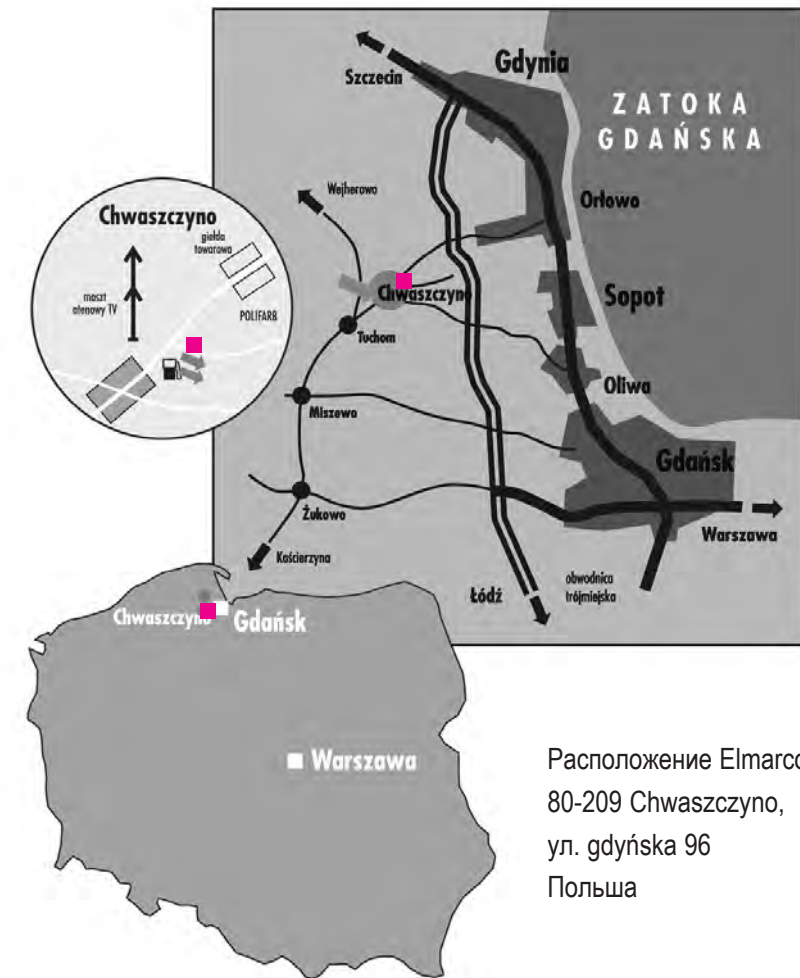 Szczecin
Gdynia
ZATOKA
GDAŃSKA
Wejherowo
Orłowo
Chwaszczyno
giełda
towarowa
maszt
atenowy TV
POLIFARB
Chwaszczyno
Sopot
Tuchom
Oliwa
Miszewo
Gdańsk
Żukowo
Warszawa
Kościerzyna
Łódź
obwodnica
trójmiejska
Chwaszczyno
Gdańsk
Warszawa
Расположение Elmarco
80-209 Chwaszczyno,
ул. gdyńska 96
Польша